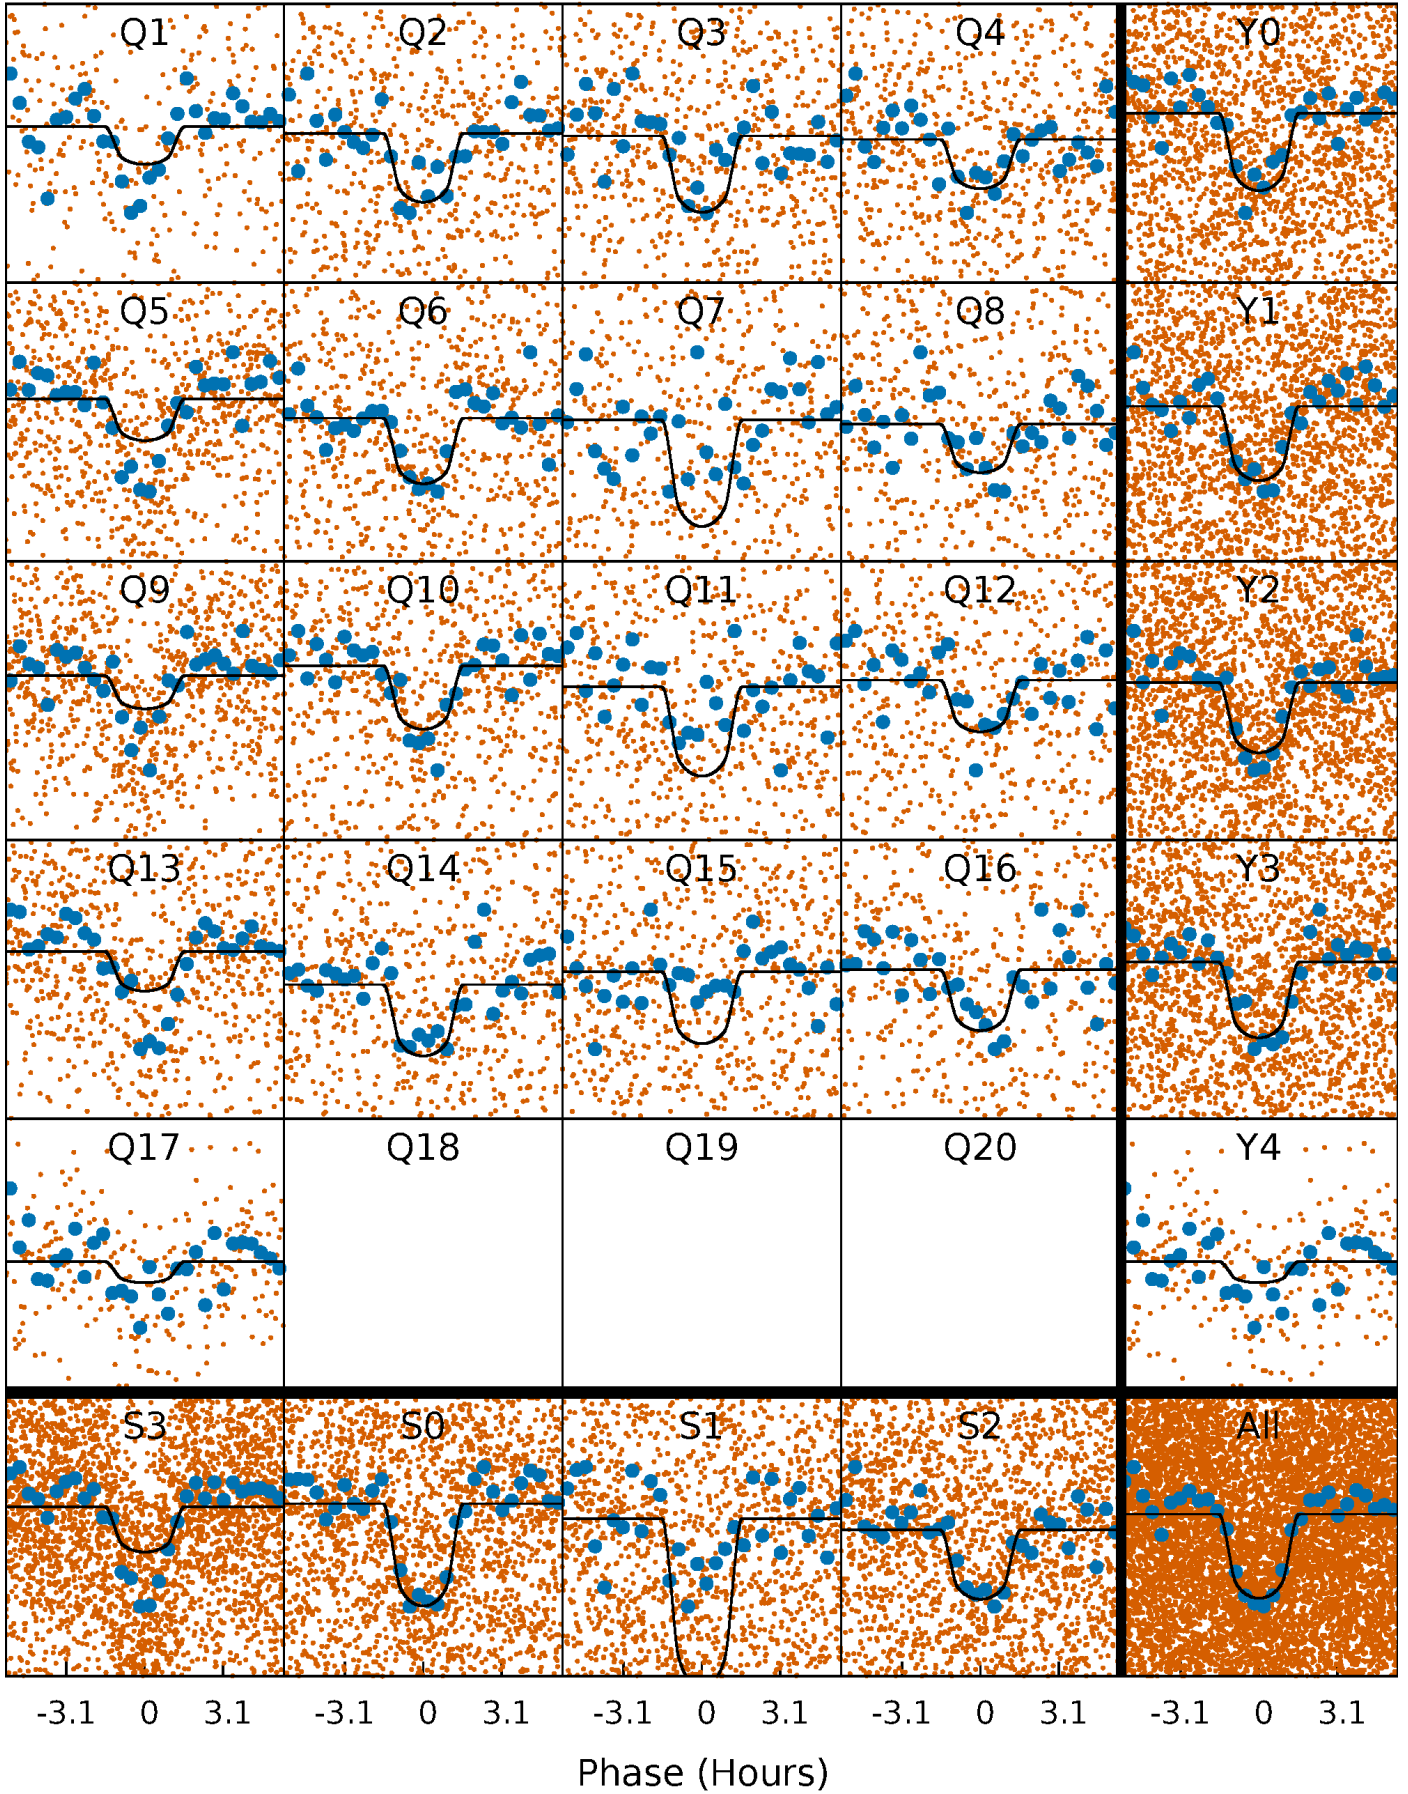 Q1 Q2 Q3 Q4 Y0
Q5 Q6 Q7 Q8 Y1
Q9 Q10 Q11 Q12 Y2
Q13 Q14 Q15 Q16 Y3
Q17 Q18 Q19 Q20 Y4
S3 S0 S1 S2 All
-3.1 0 3.1 -3.1 0 3.1 -3.1 0 3.1 -3.1 0 3.1 -3.1 0 3.1
Phase (Hours)